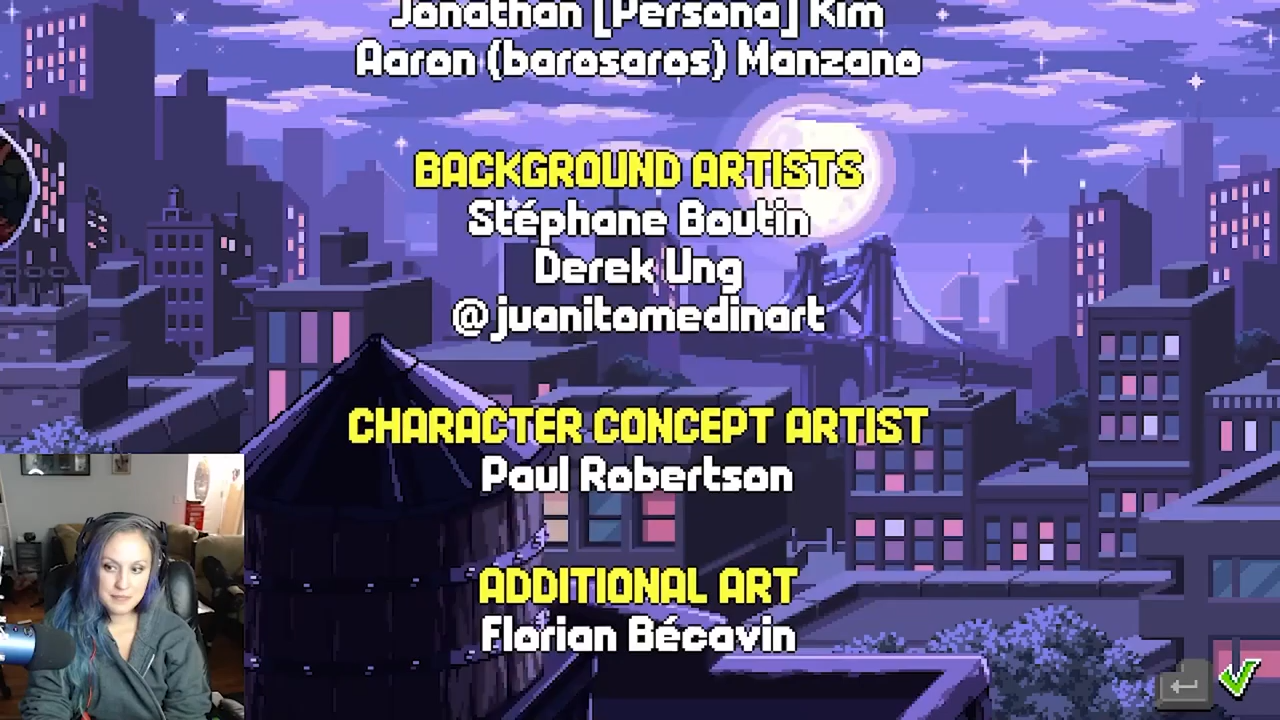 Jonathan [Persona] Kim
Aaron (barosaros) Manzano
BACKGROUND ARTISTS
Stéphane Boutin
Derek Ung
@juanitomedinart
CHARACTER CONCEPT ARTIST
Paul Robertson
ADDITIONAL ART
Florian Bécavin